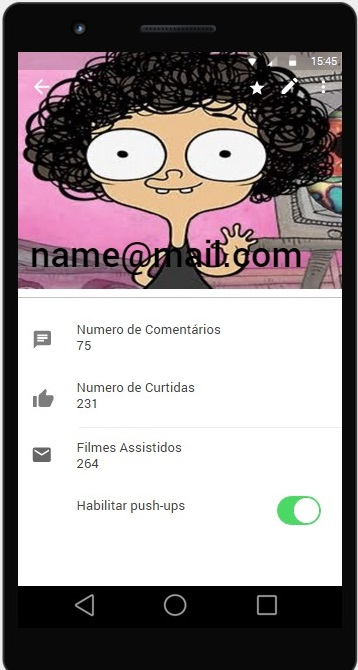 15:45
name@mail.com
Numero de Comentários
75
Numero de Curtidas
231
Filmes Assistidos
264
Habilitar push-ups